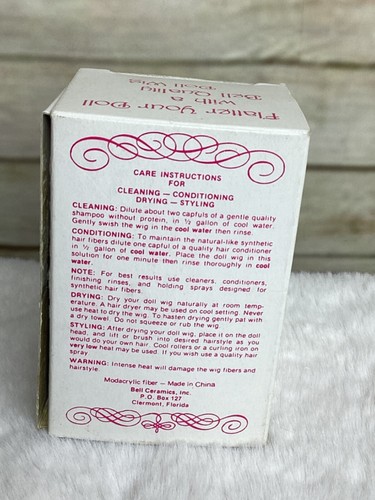 Flatter Your Doll
with a
Bell Quality
Doll Wig
CARE INSTRUCTIONS
FOR
CLEANING — CONDITIONING
DRYING — STYLING
CLEANING: Dilute about two capfuls of a gentle quality
shampoo without protein, in ½ gallon of cool water.
Gently swish the wig in the cool water then rinse.
CONDITIONING: To maintain the natural-like synthetic
hair fibers dilute one capful of a quality hair conditioner
in ½ gallon of cool water. Place the doll wig in this
solution for one minute then rinse thoroughly in cool
water.
NOTE: For best results use cleaners, conditioners,
finishing rinses, and holding sprays designed for
synthetic hair fibers.
DRYING: Dry your doll wig naturally at room temp-
erature. A hair dryer may be used on cool setting. Never
use heat to dry the wig. To hasten drying gently pat with
a dry towel. Do not squeeze or rub the wig.
STYLING: After drying your doll wig, place it on the doll
head, and lift or brush into desired hairstyle as you
would do your own hair. Cool rollers or a curling iron on
very low heat may be used. If you wish use a quality hair
spray
WARNING: Intense heat will damage the wig fibers and
hairstyle.
Modacrylic fiber — Made in China
Bell Ceramics, Inc.
P.O. Box 127
Clermont, Florida